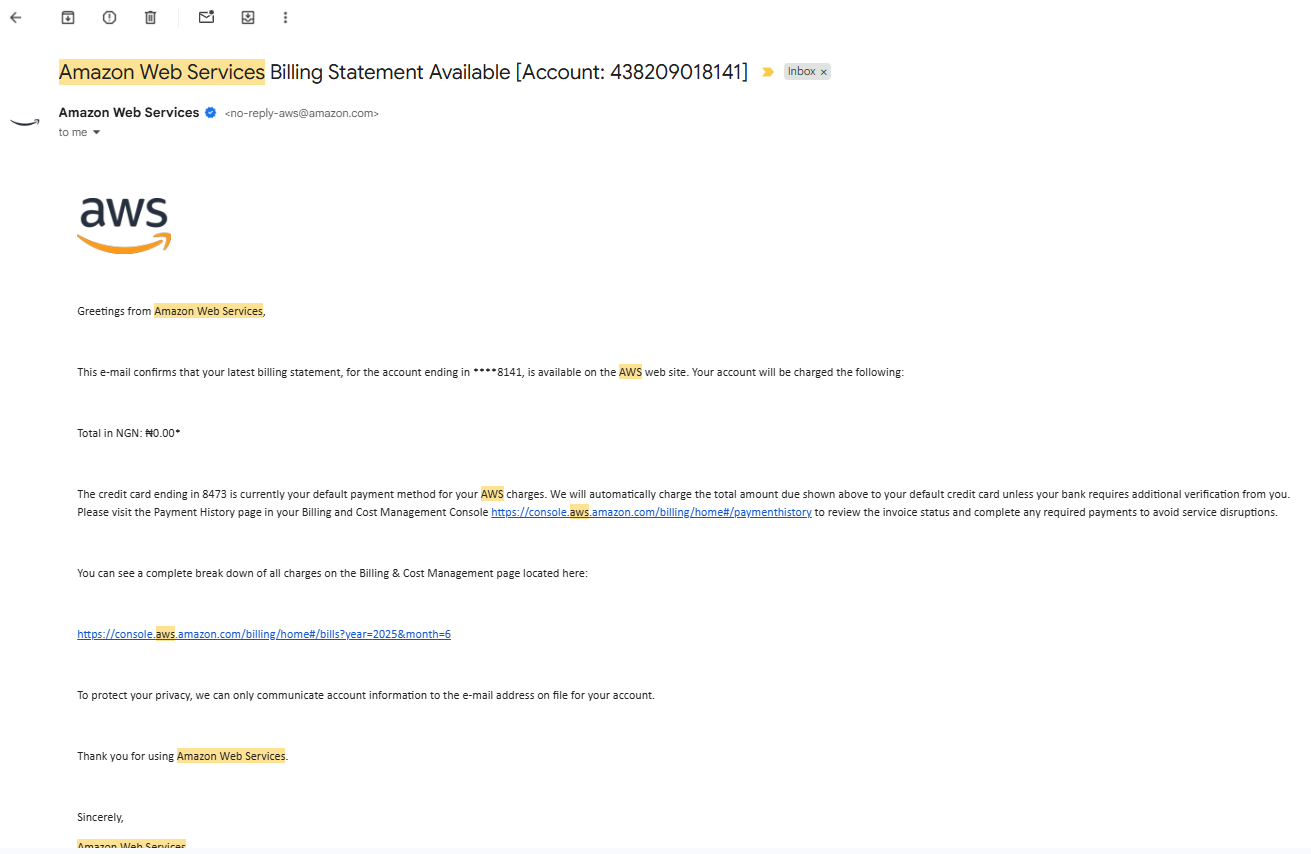 Amazon Web Services Billing Statement Available [Account: 438209018141] Inbox ×
Amazon Web Services <no-reply-aws@amazon.com>
to me
aws
Greetings from Amazon Web Services,
This e-mail confirms that your latest billing statement, for the account ending in ****8141, is available on the AWS web site. Your account will be charged the following:
Total in NGN: ₦0.00*
The credit card ending in 8473 is currently your default payment method for your AWS charges. We will automatically charge the total amount due shown above to your default credit card unless your bank requires additional verification from you.
Please visit the Payment History page in your Billing and Cost Management Console https://console.aws.amazon.com/billing/home#/paymenthistory to review the invoice status and complete any required payments to avoid service disruptions.
You can see a complete break down of all charges on the Billing & Cost Management page located here:
https://console.aws.amazon.com/billing/home#/bills?year=2025&month=6
To protect your privacy, we can only communicate account information to the e-mail address on file for your account.
Thank you for using Amazon Web Services.
Sincerely,
Amazon Web Services